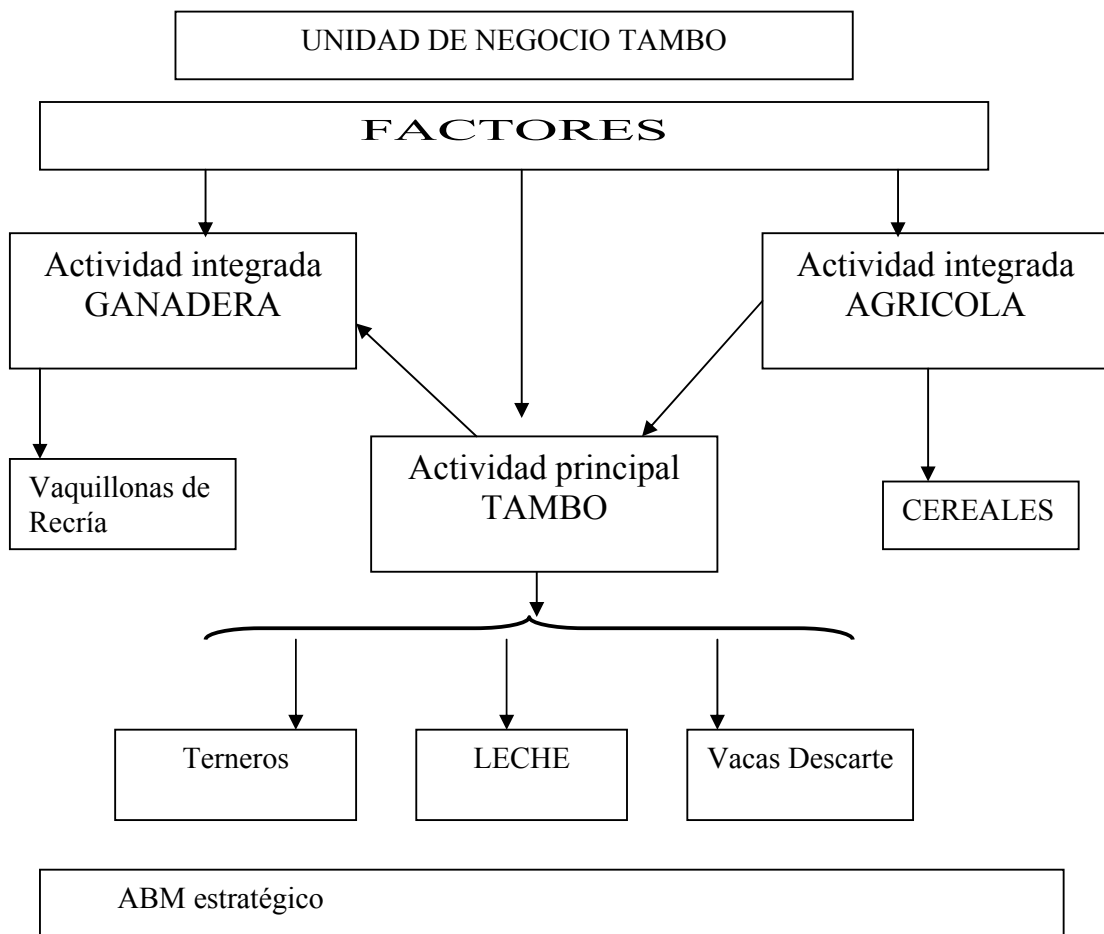 UNIDAD DE NEGOCIO TAMBO
FACTORES
Actividad integrada
GANADERA
Actividad integrada
AGRICOLA
Actividad principal
TAMBO
Vaquillonas de
Recría
CEREALES
Terneros
LECHE
Vacas Descarte
ABM estratégico